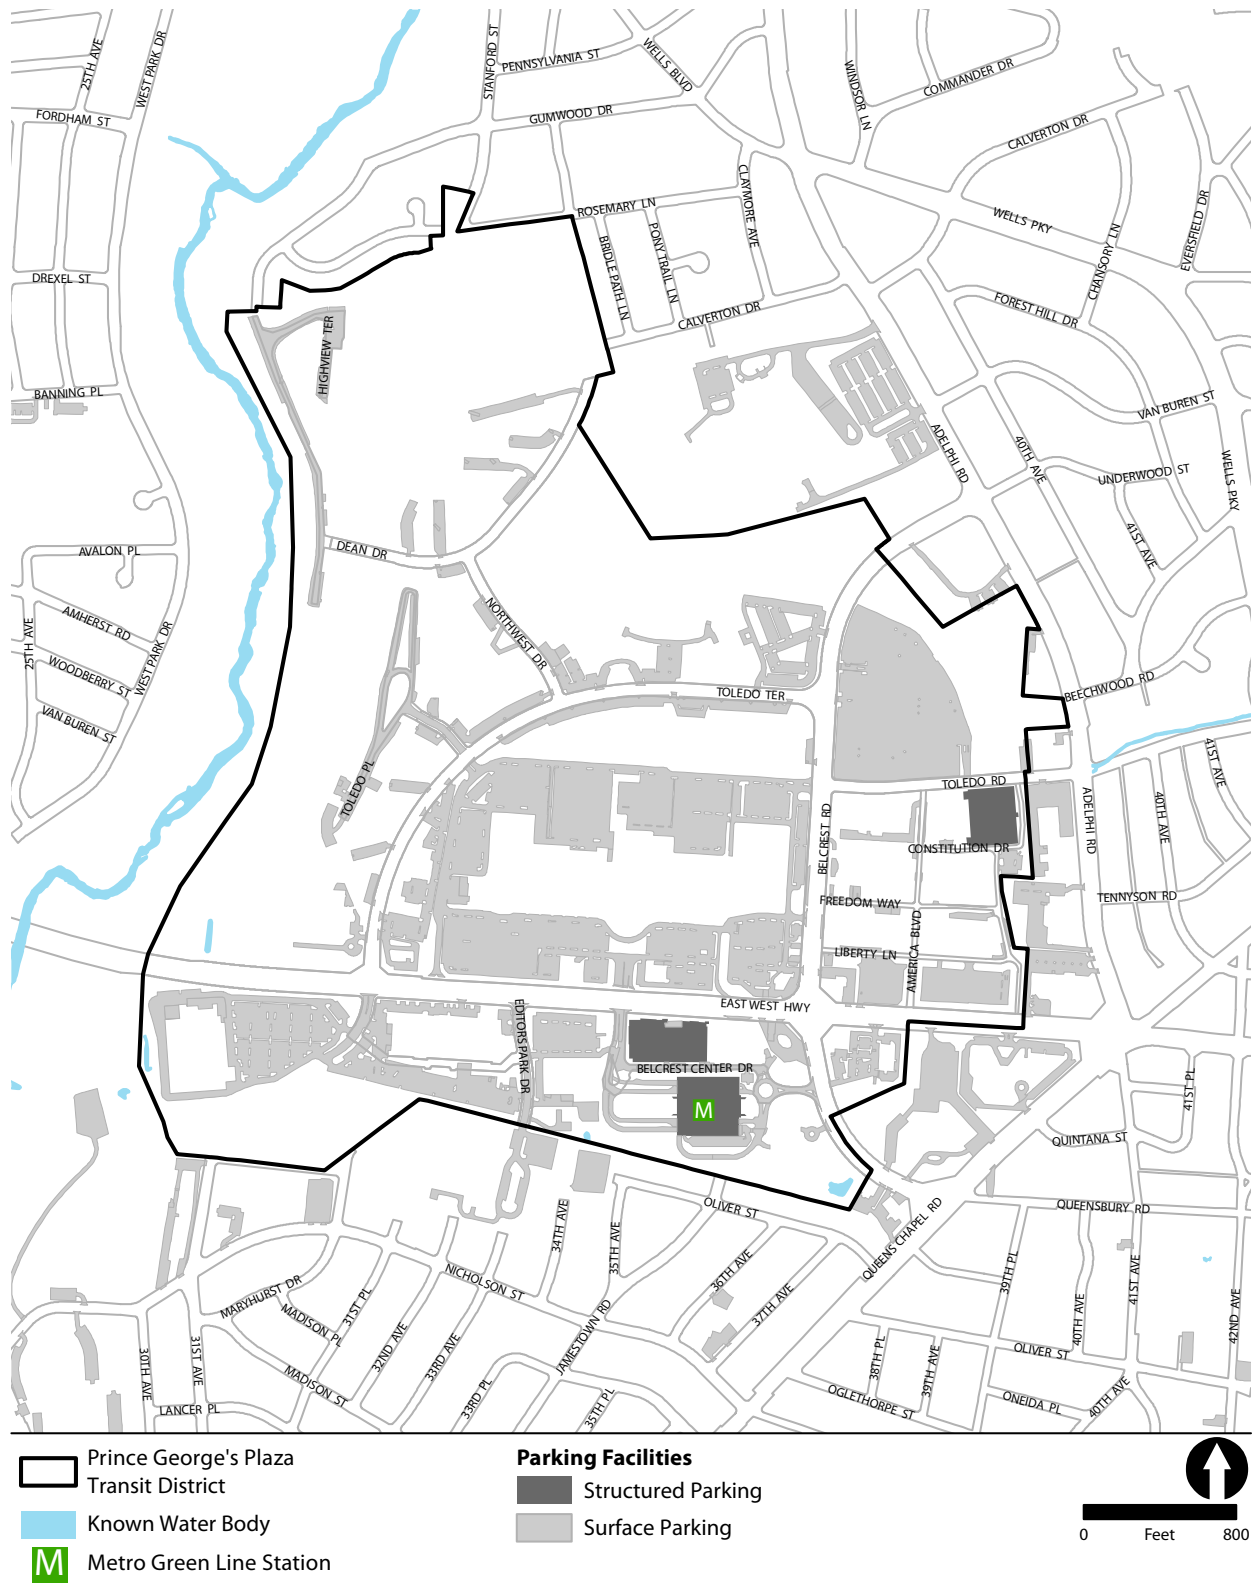 25TH AVE
WEST PARK DR
FORDHAM ST
STANFORD ST
PENNSYLVANIA ST
WELLS BLVD
GUMWOOD DR
WINDSOR LN
COMMANDER DR
CALVERTON DR
CLAYMORE AVE
ROSEMARY LN
PONY TRAIL LN
BRIDLE PATH LN
CALVERTON DR
WELLS PKY
CHANSORY LN
EVERSFIELD DR
DREXEL ST
HIGHVIEW TER
FOREST HILL DR
BANNING PL
VAN BUREN ST
ADELPHI RD
40TH AVE
UNDERWOOD ST
WELLS PKY
41ST AVE
AVALON PL
DEAN DR
AMHERST RD
25TH AVE
WOODBERRY ST
WEST PARK DR
VAN BUREN ST
NORTHWEST DR
TOLEDO TER
BEECHWOOD RD
TOLEDO PL
TOLEDO RD
41ST AVE
40TH AVE
ADELPHI RD
BELCREST RD
CONSTITUTION DR
FREEDOM WAY
TENNYSON RD
AMERICA BLVD
LIBERTY LN
EAST WEST HWY
EDITORS PARK DR
BELCREST CENTER DR
M
41ST PL
QUINTANA ST
QUEENSBURY RD
OLIVER ST
QUEENS CHAPEL RD
34TH AVE
35TH AVE
36TH AVE
37TH AVE
39TH PL
40TH AVE
41ST AVE
42ND AVE
NICHOLSON ST
MARYHURST DR
MADISON PL
31ST PL
32ND AVE
33RD AVE
JAMESTOWN RD
30TH AVE
31ST AVE
MADISON ST
33RD PL
35TH PL
LANCER PL
38TH PL
39TH AVE
OLIVER ST
OGLETHORPE ST
ONEIDA PL
40TH AVE
Prince George's Plaza
Transit District
Known Water Body
M Metro Green Line Station
Parking Facilities
Structured Parking
Surface Parking
0 Feet 800